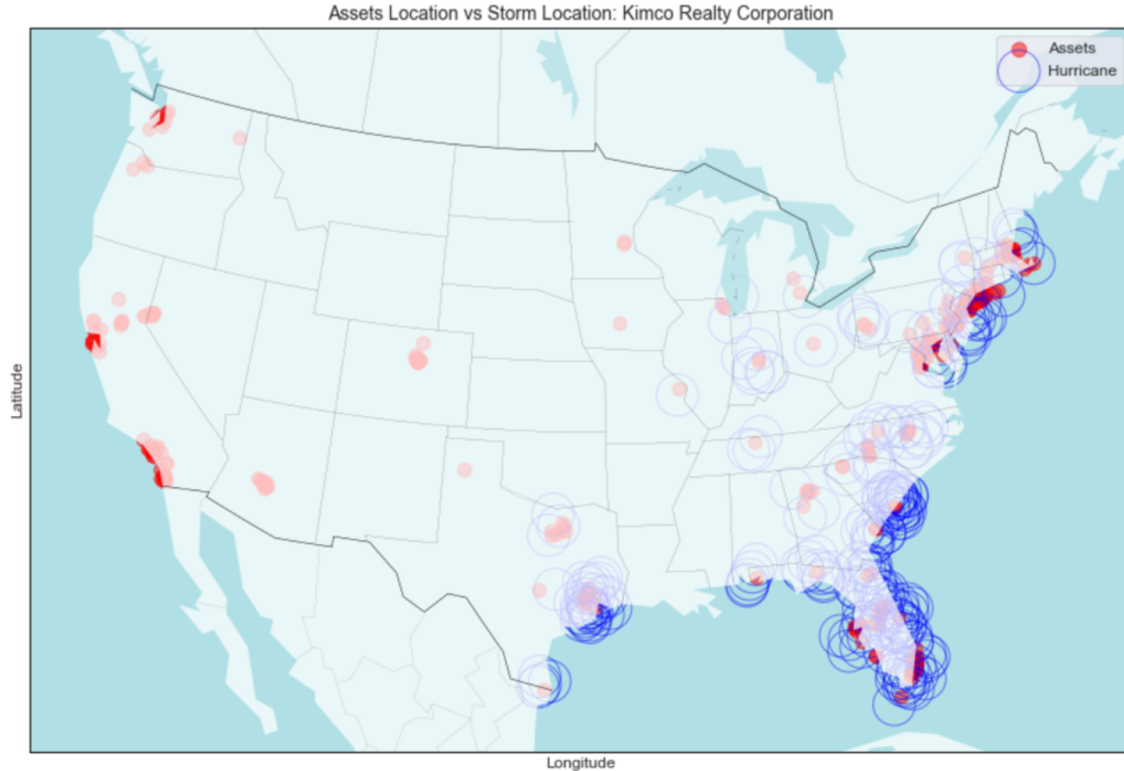 Assets Location vs Storm Location: Kimco Realty Corporation
Assets
Hurricane
Latitude
Longitude